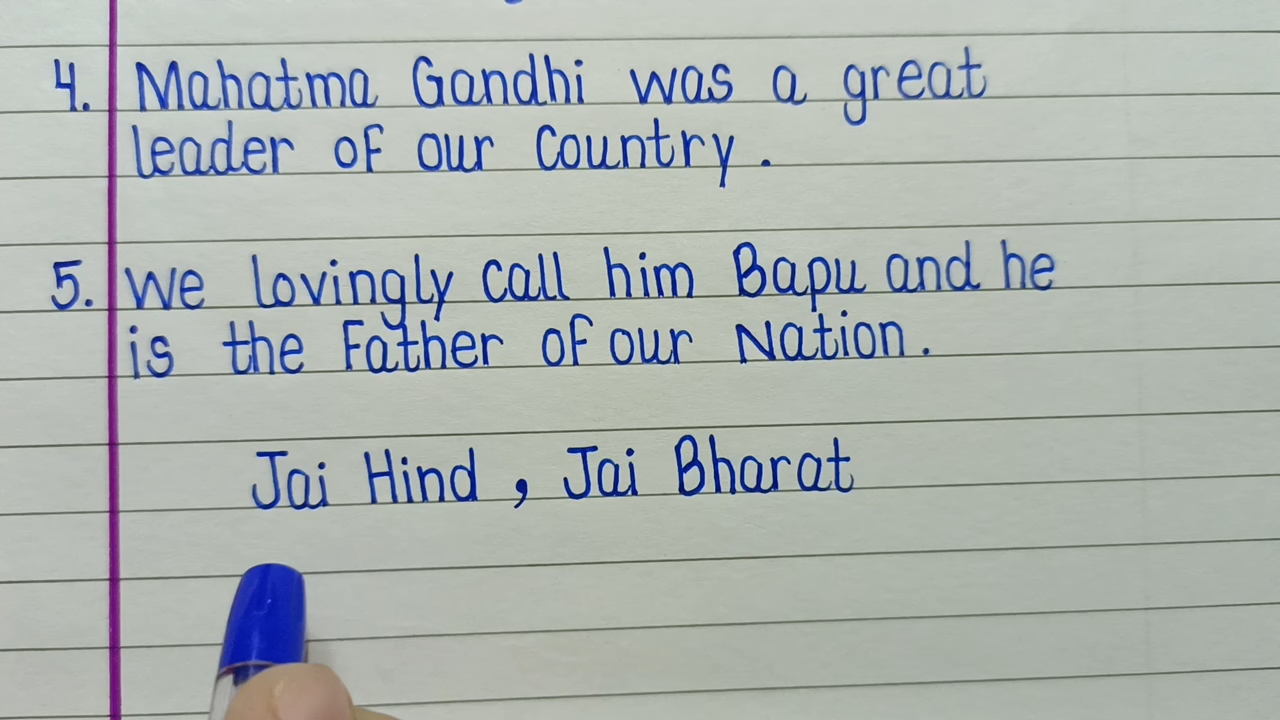 4. Mahatma Gandhi was a great
leader of our country.
5. We lovingly call him Bapu and he
is the Father of our Nation.
Jai Hind, Jai Bharat